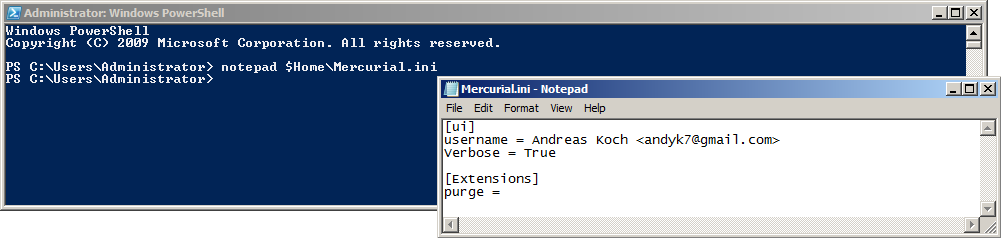 Administrator: Windows PowerShell
Windows PowerShell
Copyright (C) 2009 Microsoft Corporation. All rights reserved.
PS C:\Users\Administrator> notepad $Home\Mercurial.ini
PS C:\Users\Administrator>
Mercurial.ini - Notepad
File Edit Format View Help
[ui]
username = Andreas Koch <andyk7@gmail.com>
Verbose = True
[Extensions]
purge =